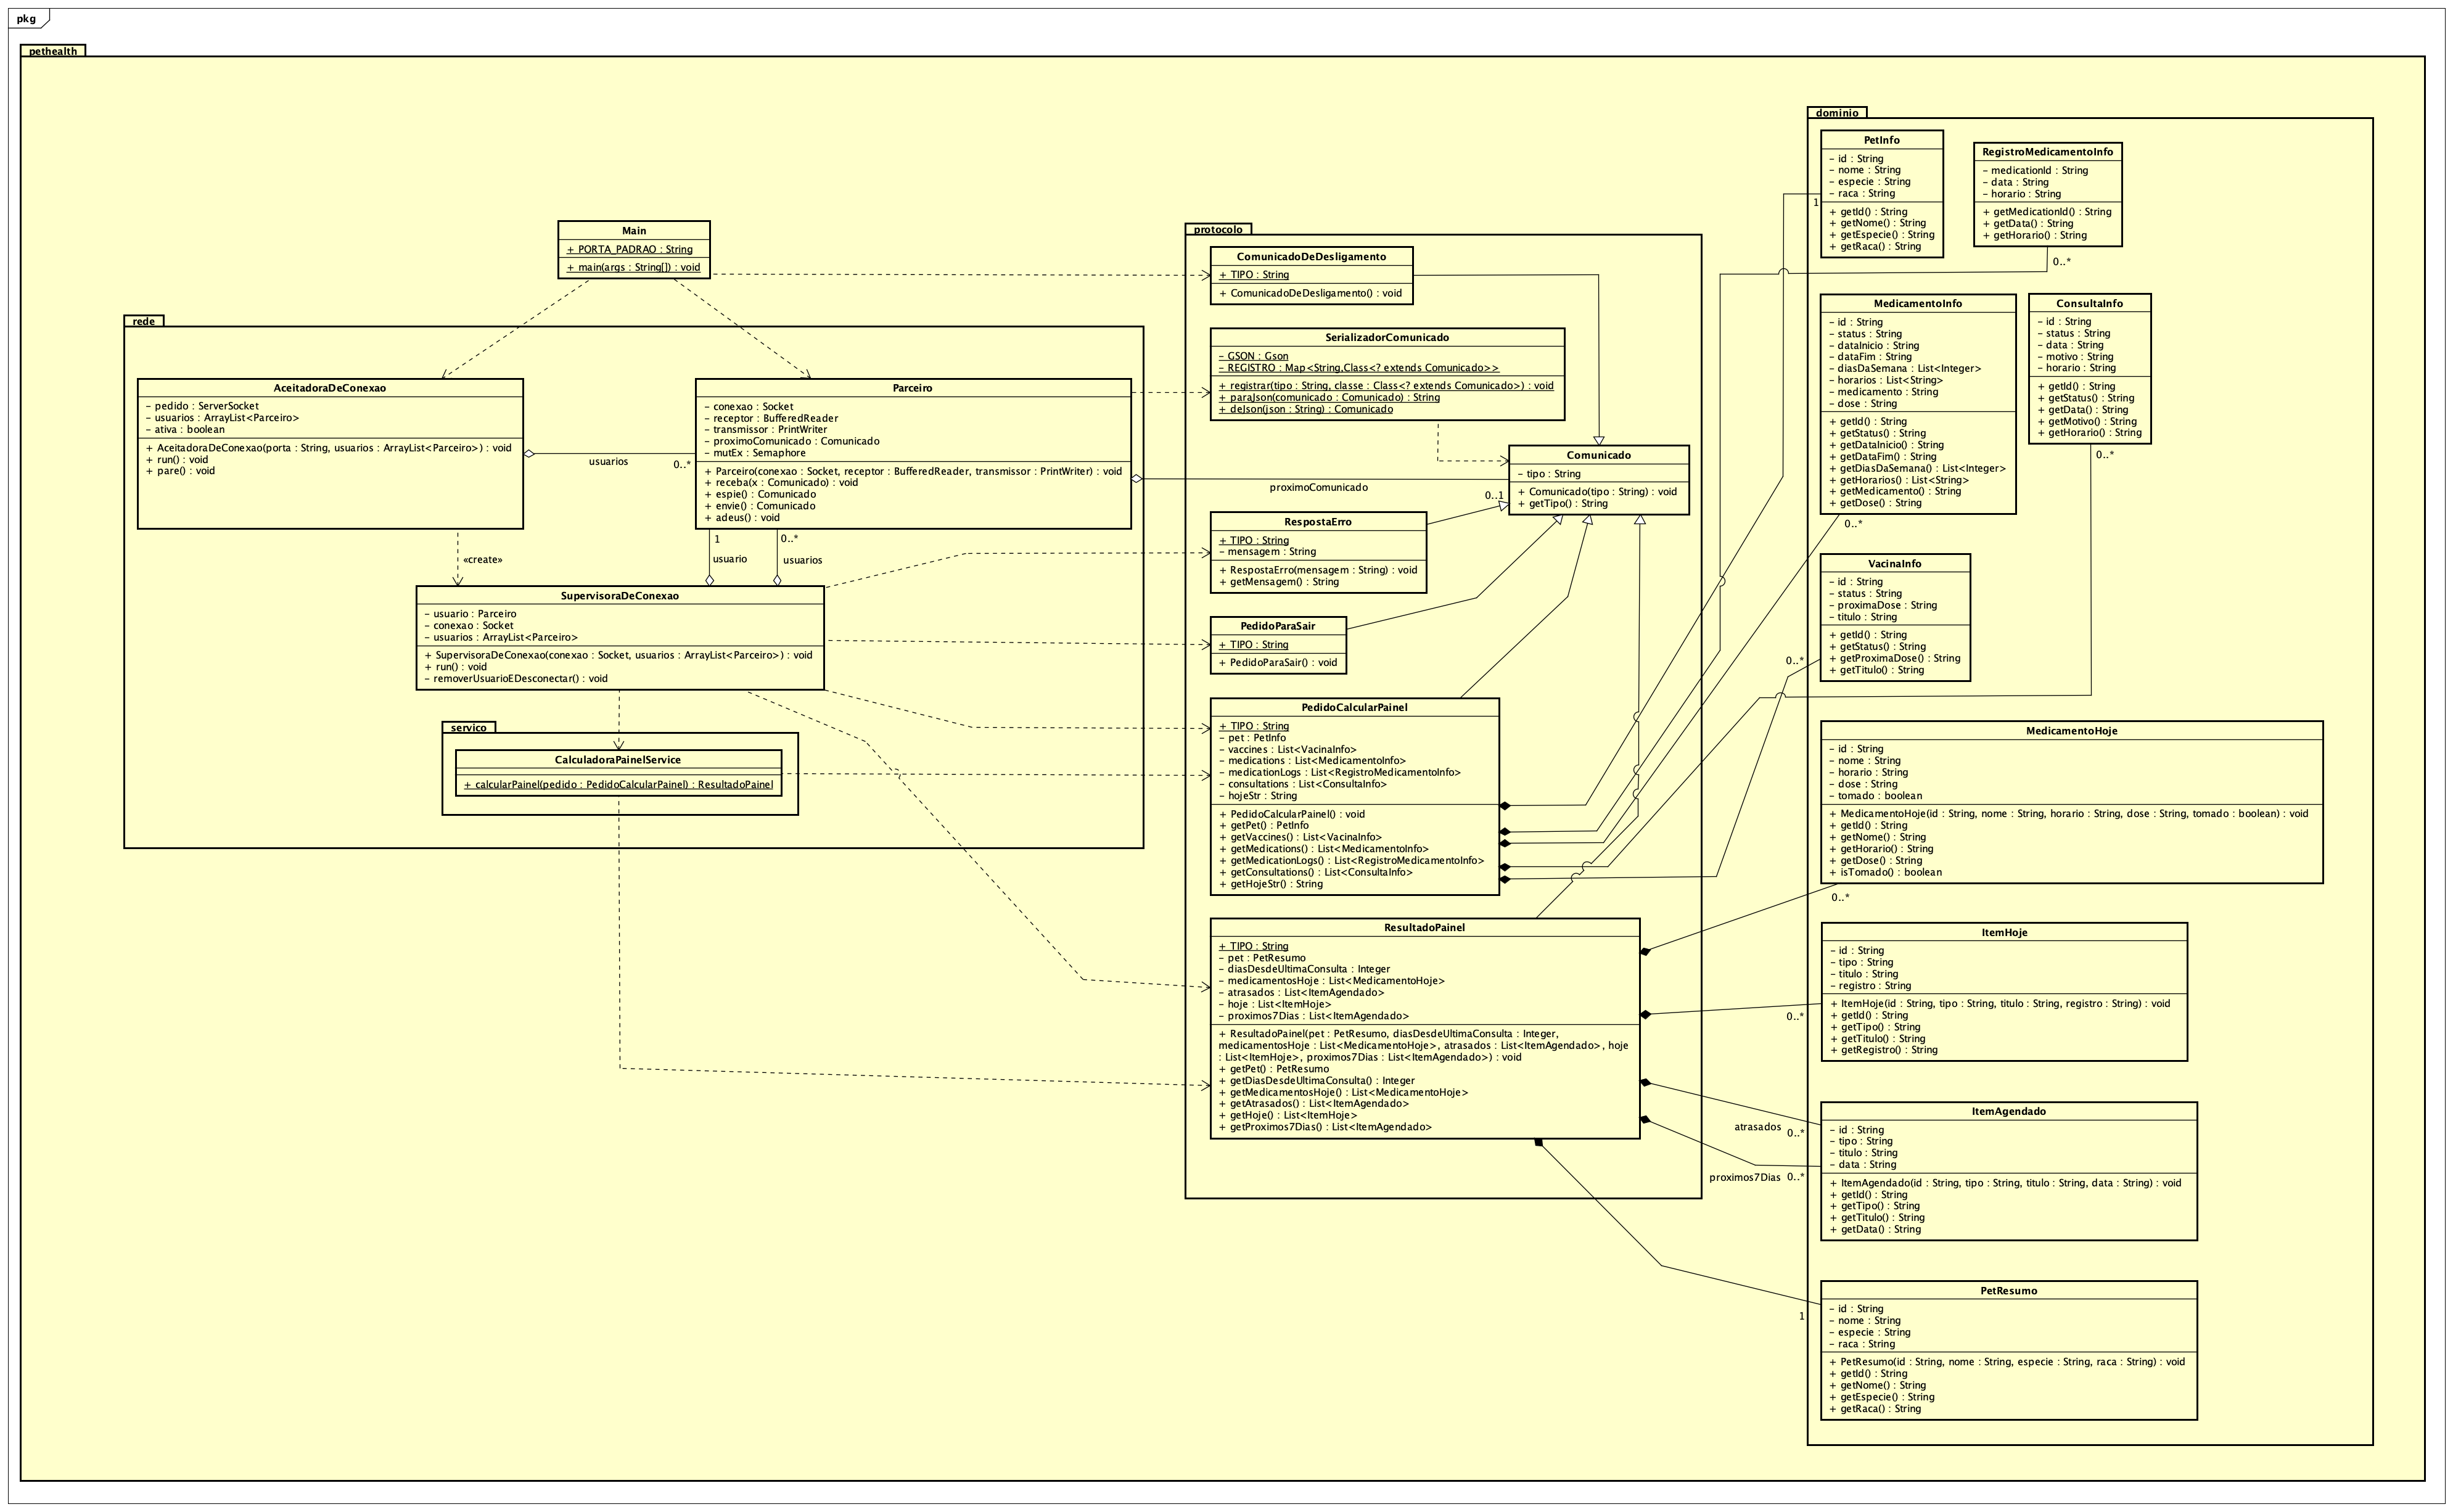 pkg
pethealth
Main
+ PORTA_PADRAO : String
+ main(args : String[]) : void
rede
AceitadoraDeConexao
– pedido : ServerSocket
– usuarios : ArrayList<Parceiro>
– ativa : boolean
+ AceitadoraDeConexao(porta : String, usuarios : ArrayList<Parceiro>) : void
+ run() : void
+ pare() : void
usuarios
0..*
Parceiro
– conexao : Socket
– receptor : BufferedReader
– transmissor : PrintWriter
– proximoComunicado : Comunicado
– mutEx : Semaphore
+ Parceiro(conexao : Socket, receptor : BufferedReader, transmissor : PrintWriter) : void
+ receba(x : Comunicado) : void
+ espie() : Comunicado
+ envie() : Comunicado
+ adeus() : void
«create»
1
usuario
0..*
usuarios
SupervisoraDeConexao
– usuario : Parceiro
– conexao : Socket
– usuarios : ArrayList<Parceiro>
+ SupervisoraDeConexao(conexao : Socket, usuarios : ArrayList<Parceiro>) : void
+ run() : void
– removerUsuarioEDesconectar() : void
servico
CalculadoraPainelService
+ calcularPainel(pedido : PedidoCalcularPainel) : ResultadoPainel
protocolo
ComunicadoDeDesligamento
+ TIPO : String
+ ComunicadoDeDesligamento() : void
SerializadorComunicado
– GSON : Gson
– REGISTRO : Map<String,Class<? extends Comunicado>>
+ registrar(tipo : String, classe : Class<? extends Comunicado>) : void
+ paraJson(comunicado : Comunicado) : String
+ deJson(json : String) : Comunicado
Comunicado
– tipo : String
+ Comunicado(tipo : String) : void
+ getTipo() : String
proximoComunicado
0..1
RespostaErro
+ TIPO : String
– mensagem : String
+ RespostaErro(mensagem : String) : void
+ getMensagem() : String
PedidoParaSair
+ TIPO : String
+ PedidoParaSair() : void
PedidoCalcularPainel
+ TIPO : String
– pet : PetInfo
– vaccines : List<VacinaInfo>
– medications : List<MedicamentoInfo>
– medicationLogs : List<RegistroMedicamentoInfo>
– consultations : List<ConsultaInfo>
– hojeStr : String
+ PedidoCalcularPainel() : void
+ getPet() : PetInfo
+ getVaccines() : List<VacinaInfo>
+ getMedications() : List<MedicamentoInfo>
+ getMedicationLogs() : List<RegistroMedicamentoInfo>
+ getConsultations() : List<ConsultaInfo>
+ getHojeStr() : String
ResultadoPainel
+ TIPO : String
– pet : PetResumo
– diasDesdeUltimaConsulta : Integer
– medicamentosHoje : List<MedicamentoHoje>
– atrasados : List<ItemAgendado>
– hoje : List<ItemHoje>
– proximos7Dias : List<ItemAgendado>
+ ResultadoPainel(pet : PetResumo, diasDesdeUltimaConsulta : Integer,
medicamentosHoje : List<MedicamentoHoje>, atrasados : List<ItemAgendado>, hoje
: List<ItemHoje>, proximos7Dias : List<ItemAgendado>) : void
+ getPet() : PetResumo
+ getDiasDesdeUltimaConsulta() : Integer
+ getMedicamentosHoje() : List<MedicamentoHoje>
+ getAtrasados() : List<ItemAgendado>
+ getHoje() : List<ItemHoje>
+ getProximos7Dias() : List<ItemAgendado>
dominio
PetInfo
– id : String
– nome : String
– especie : String
– raca : String
+ getId() : String
+ getNome() : String
+ getEspecie() : String
+ getRaca() : String
1
RegistroMedicamentoInfo
– medicationId : String
– data : String
– horario : String
+ getMedicationId() : String
+ getData() : String
+ getHorario() : String
0..*
MedicamentoInfo
– id : String
– status : String
– dataInicio : String
– dataFim : String
– diasDaSemana : List<Integer>
– horarios : List<String>
– medicamento : String
– dose : String
+ getId() : String
+ getStatus() : String
+ getDataInicio() : String
+ getDataFim() : String
+ getDiasDaSemana() : List<Integer>
+ getHorarios() : List<String>
+ getMedicamento() : String
+ getDose() : String
0..*
ConsultaInfo
– id : String
– status : String
– data : String
– motivo : String
– horario : String
+ getId() : String
+ getStatus() : String
+ getData() : String
+ getMotivo() : String
+ getHorario() : String
0..*
VacinaInfo
– id : String
– status : String
– proximaDose : String
– titulo : String
+ getId() : String
+ getStatus() : String
+ getProximaDose() : String
+ getTitulo() : String
0..*
MedicamentoHoje
– id : String
– nome : String
– horario : String
– dose : String
– tomado : boolean
+ MedicamentoHoje(id : String, nome : String, horario : String, dose : String, tomado : boolean) : void
+ getId() : String
+ getNome() : String
+ getHorario() : String
+ getDose() : String
+ isTomado() : boolean
0..*
ItemHoje
– id : String
– tipo : String
– titulo : String
– registro : String
+ ItemHoje(id : String, tipo : String, titulo : String, registro : String) : void
+ getId() : String
+ getTipo() : String
+ getTitulo() : String
+ getRegistro() : String
0..*
ItemAgendado
– id : String
– tipo : String
– titulo : String
– data : String
+ ItemAgendado(id : String, tipo : String, titulo : String, data : String) : void
+ getId() : String
+ getTipo() : String
+ getTitulo() : String
+ getData() : String
atrasados
0..*
proximos7Dias
0..*
PetResumo
– id : String
– nome : String
– especie : String
– raca : String
+ PetResumo(id : String, nome : String, especie : String, raca : String) : void
+ getId() : String
+ getNome() : String
+ getEspecie() : String
+ getRaca() : String
1